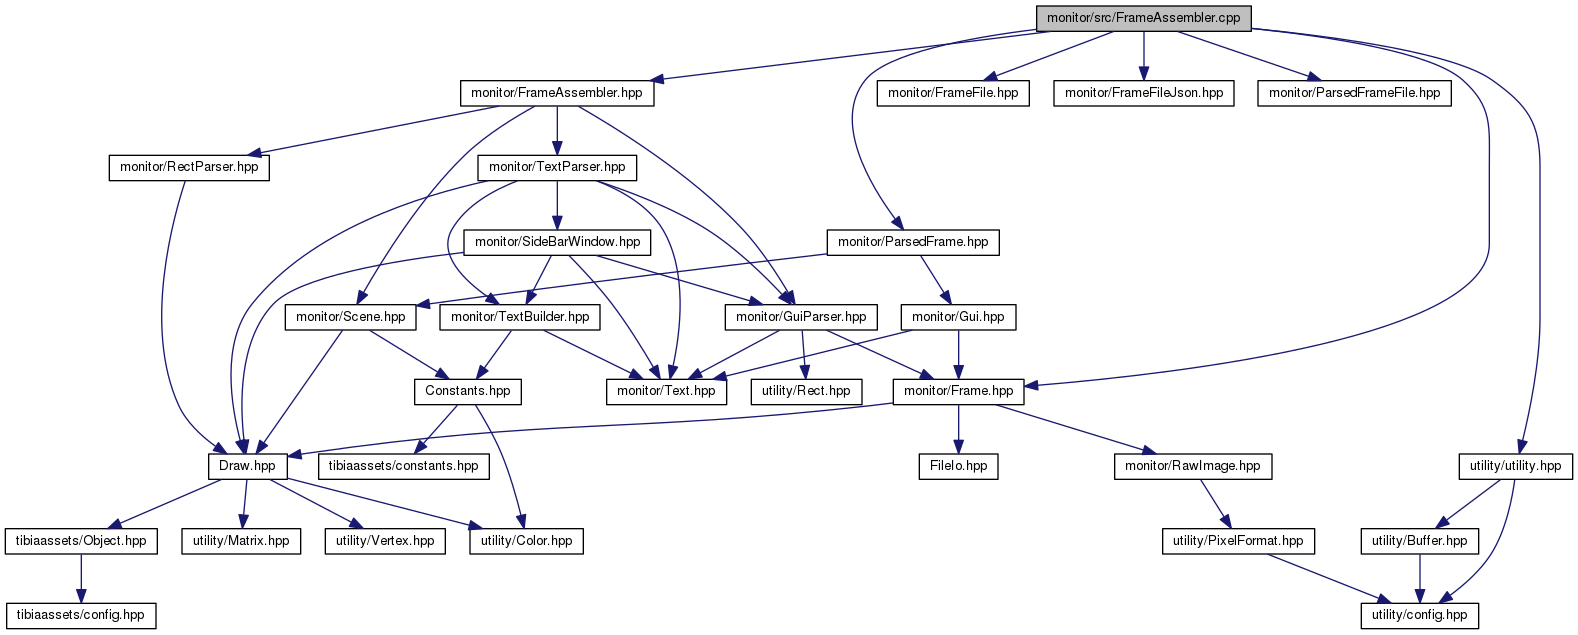 monitor/src/FrameAssembler.cpp
monitor/FrameAssembler.hpp
monitor/FrameFile.hpp
monitor/FrameFileJson.hpp
monitor/ParsedFrameFile.hpp
monitor/RectParser.hpp
monitor/TextParser.hpp
monitor/SideBarWindow.hpp
monitor/ParsedFrame.hpp
monitor/Scene.hpp
monitor/TextBuilder.hpp
monitor/GuiParser.hpp
monitor/Gui.hpp
Constants.hpp
monitor/Text.hpp
utility/Rect.hpp
monitor/Frame.hpp
Draw.hpp
tibiaassets/constants.hpp
FileIo.hpp
monitor/RawImage.hpp
utility/utility.hpp
tibiaassets/Object.hpp
utility/Matrix.hpp
utility/Vertex.hpp
utility/Color.hpp
utility/PixelFormat.hpp
utility/Buffer.hpp
tibiaassets/config.hpp
utility/config.hpp